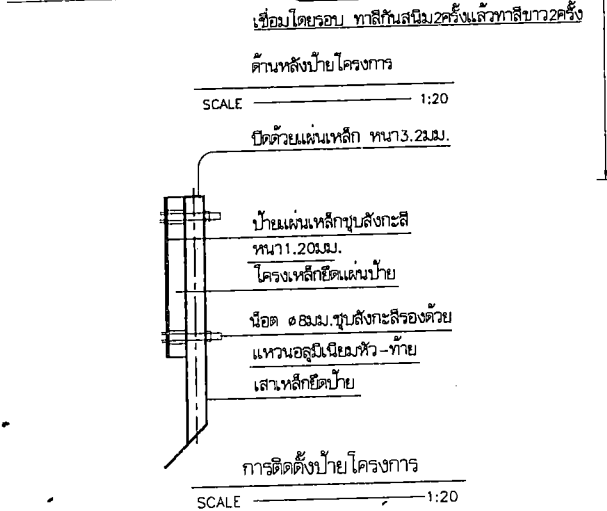 เชื่อมโดยรอบ ทาสีกันสนิม2ครั้งแล้วทาสีขาว2ครั้ง
ด้านหลังป้ายโครงการ
SCALE 1:20
ปิดด้วยแผ่นเหล็ก หนา3.2มม.
ป้ายแผ่นเหล็กชุบสังกะสี
หนา1.20มม.
โครงเหล็กยึดแผ่นป้าย
น๊อต ø8มม.ชุบสังกะสีรองด้วย
แหวนอลูมิเนียมหัว-ท้าย
เสาเหล็กยึดป้าย
การติดตั้งป้ายโครงการ
SCALE 1:20